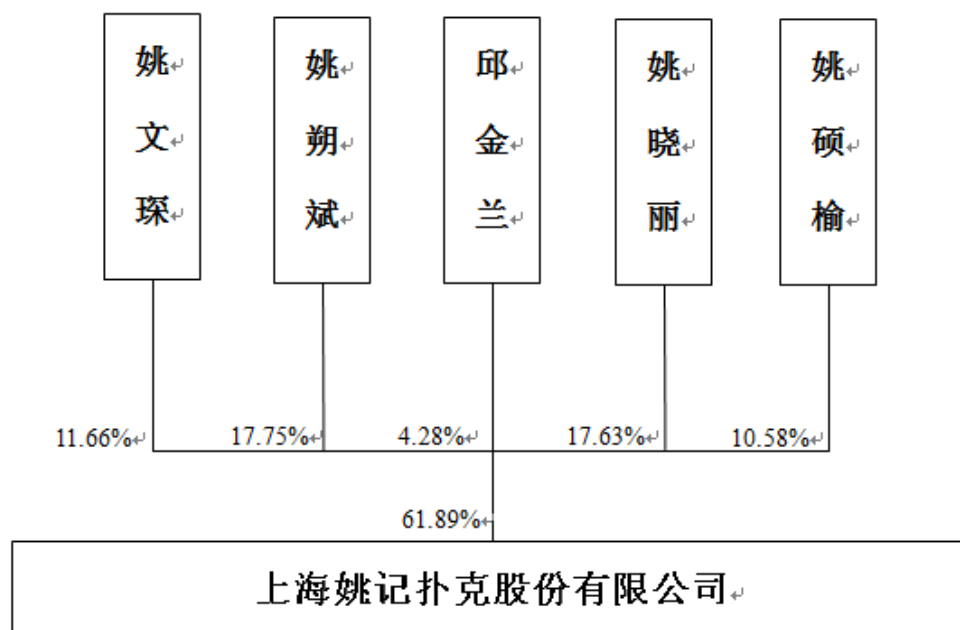 姚文琛
姚朔斌
邱金兰
姚晓丽
姚硕榆
11.66%
17.75%
4.28%
17.63%
10.58%
61.89%
上海姚记扑克股份有限公司